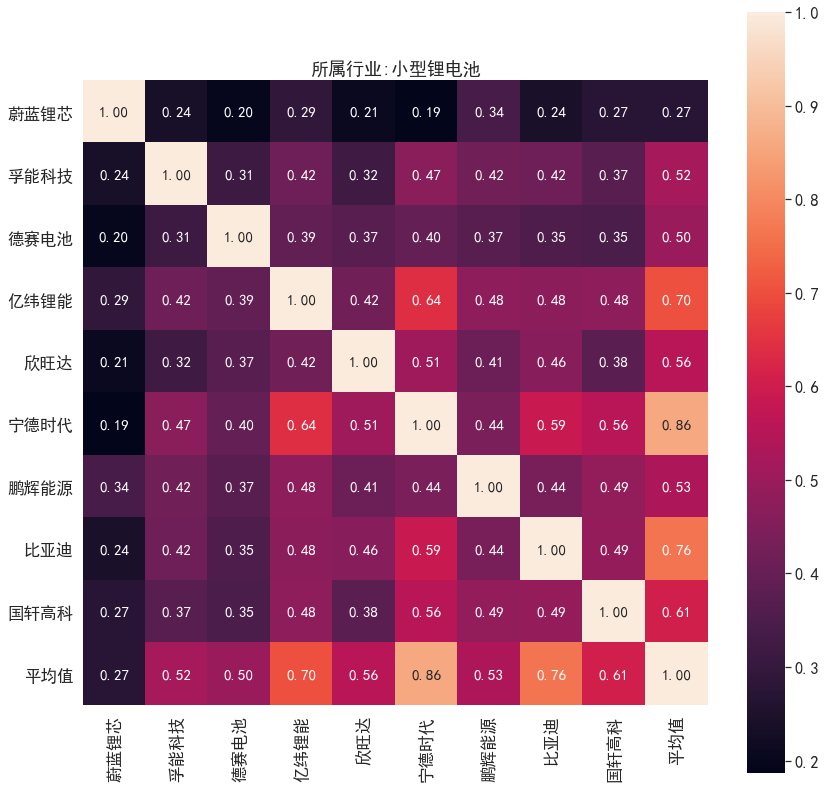 所属行业:小型锂电池
蔚蓝锂芯 1.00 0.24 0.20 0.29 0.21 0.19 0.34 0.24 0.27 0.27
孚能科技 0.24 1.00 0.31 0.42 0.32 0.47 0.42 0.42 0.37 0.52
德赛电池 0.20 0.31 1.00 0.39 0.37 0.40 0.37 0.35 0.35 0.50
亿纬锂能 0.29 0.42 0.39 1.00 0.42 0.64 0.48 0.48 0.48 0.70
欣旺达 0.21 0.32 0.37 0.42 1.00 0.51 0.41 0.46 0.38 0.56
宁德时代 0.19 0.47 0.40 0.64 0.51 1.00 0.44 0.59 0.56 0.86
鹏辉能源 0.34 0.42 0.37 0.48 0.41 0.44 1.00 0.44 0.49 0.53
比亚迪 0.24 0.42 0.35 0.48 0.46 0.59 0.44 1.00 0.49 0.76
国轩高科 0.27 0.37 0.35 0.48 0.38 0.56 0.49 0.49 1.00 0.61
平均值 0.27 0.52 0.50 0.70 0.56 0.86 0.53 0.76 0.61 1.00
蔚蓝锂芯 孚能科技 德赛电池 亿纬锂能 欣旺达 宁德时代 鹏辉能源 比亚迪 国轩高科 平均值
1.0
0.9
0.8
0.7
0.6
0.5
0.4
0.3
0.2